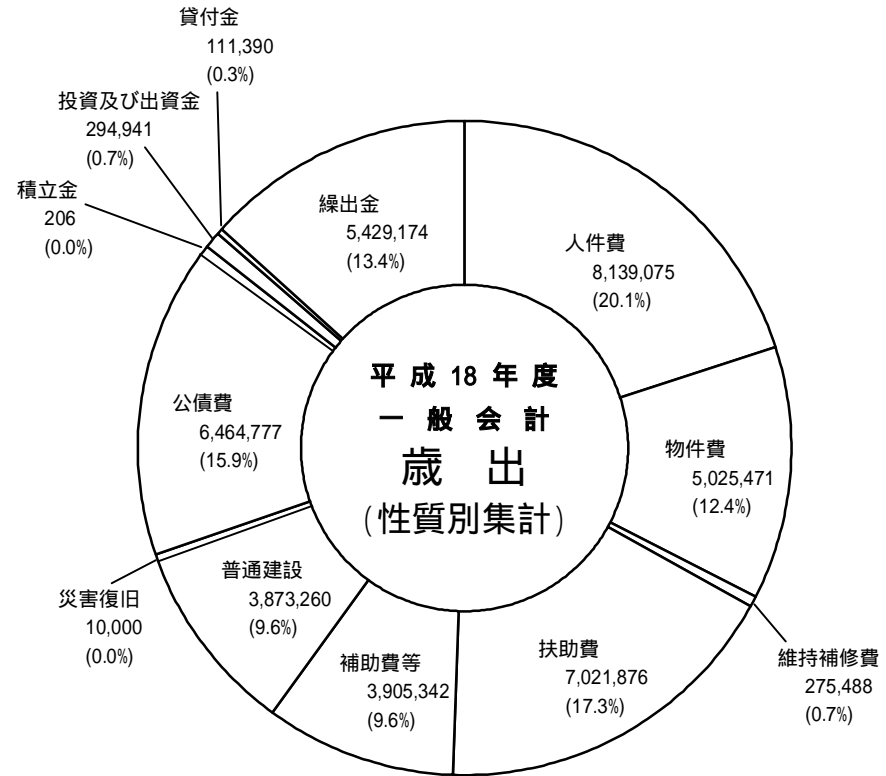 貸付金
111,390
(0.3%)
投資及び出資金
294,941
(0.7%)
積立金
206
(0.0%)
繰出金
5,429,174
(13.4%)
人件費
8,139,075
(20.1%)
平成18年度
一般会計
歳出
(性質別集計)
公債費
6,464,777
(15.9%)
物件費
5,025,471
(12.4%)
災害復旧
10,000
(0.0%)
普通建設
3,873,260
(9.6%)
補助費等
3,905,342
(9.6%)
扶助費
7,021,876
(17.3%)
維持補修費
275,488
(0.7%)